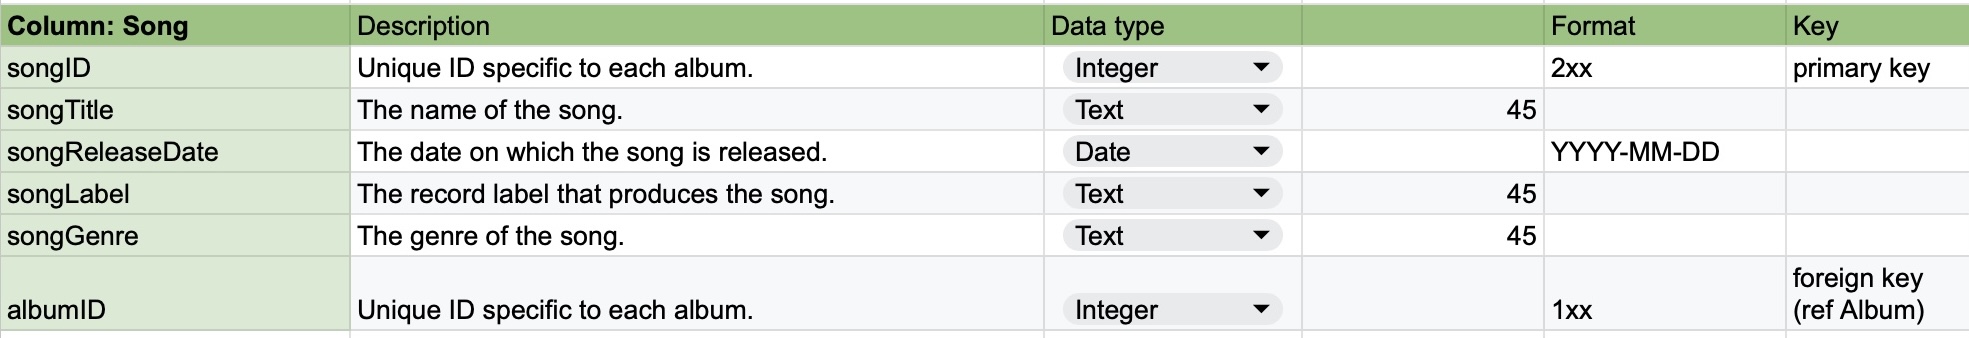 Column: Song Description Data type Format Key
songID Unique ID specific to each album. Integer 2xx primary key
songTitle The name of the song. Text 45
songReleaseDate The date on which the song is released. Date YYYY-MM-DD
songLabel The record label that produces the song. Text 45
songGenre The genre of the song. Text 45
foreign key
albumID Unique ID specific to each album. Integer 1xx (ref Album)